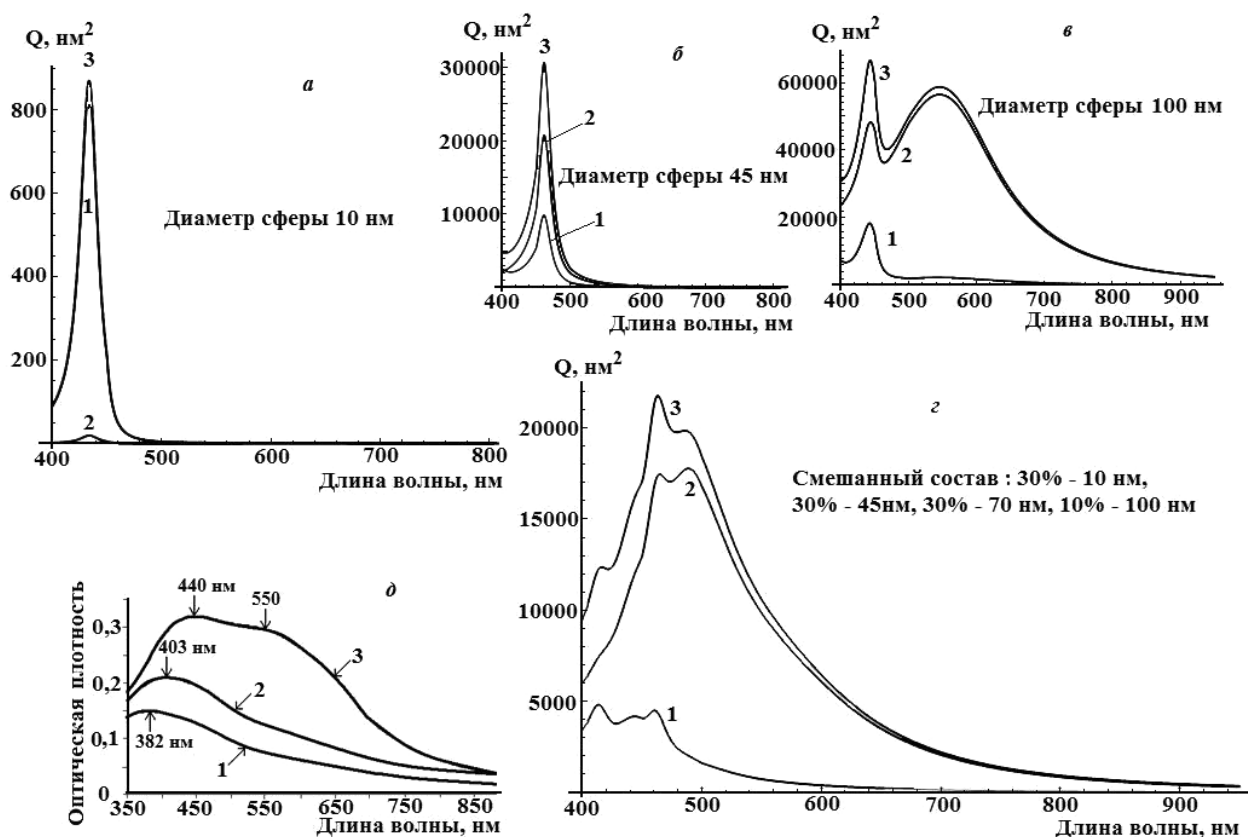 Q, нм²
а
3
800
1
600
Диаметр сферы 10 нм
400
200
2
400 500 600 700 800
Длина волны, нм
Q, нм²
б
3
30000
2
20000
Диаметр сферы 45 нм
10000
1
400 500 600 700 800
Длина волны, нм
Q, нм²
в
3
60000
Диаметр сферы 100 нм
2
40000
20000
1
400 500 600 700 800 900
Длина волны, нм
Q, нм²
г
3
20000
2
Смешанный состав : 30% - 10 нм,
30% - 45нм, 30% - 70 нм, 10% - 100 нм
15000
10000
5000
1
400 500 600 700 800 900
Длина волны, нм
Оптическая плотность
д
440 нм
550
0,3
403 нм
3
0,2
2
0,1
382 нм
1
0
350 450 550 650 750 850
Длина волны, нм